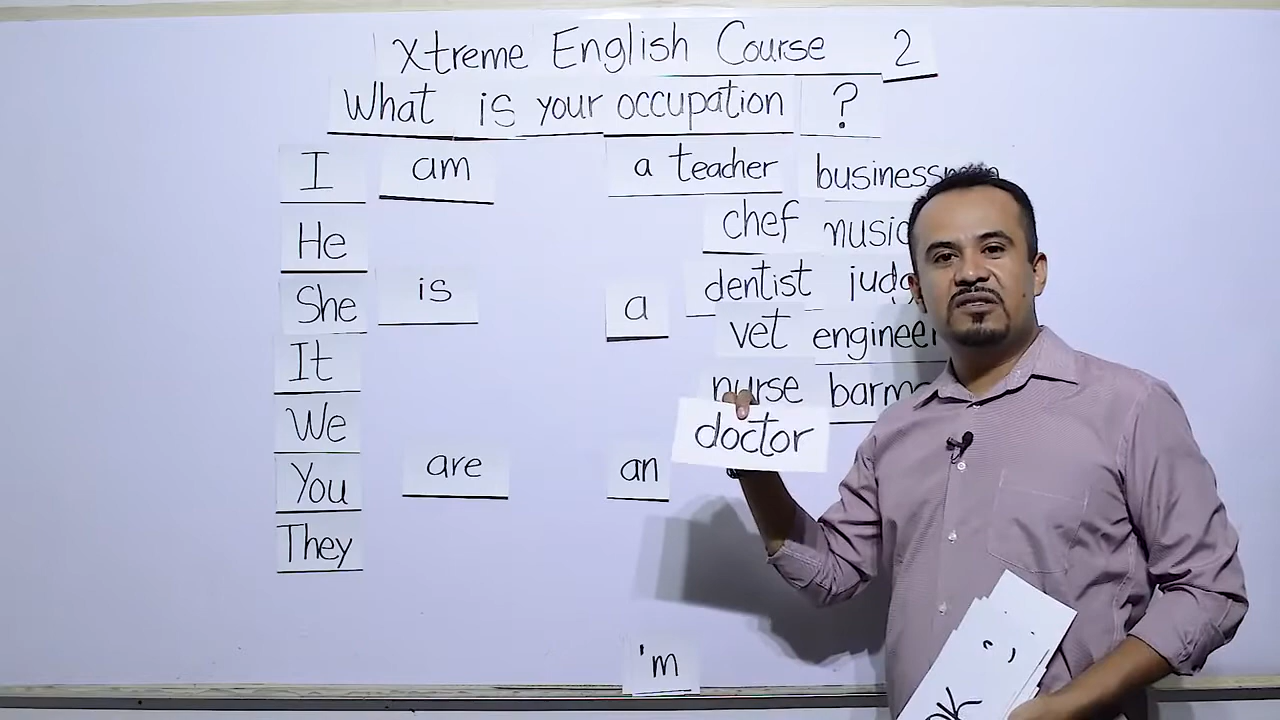 Xtreme English Course 2
What is your occupation ?
I am a teacher
He chef
She is a dentist
It vet engineer
We nurse
doctor
You are an
They
'm